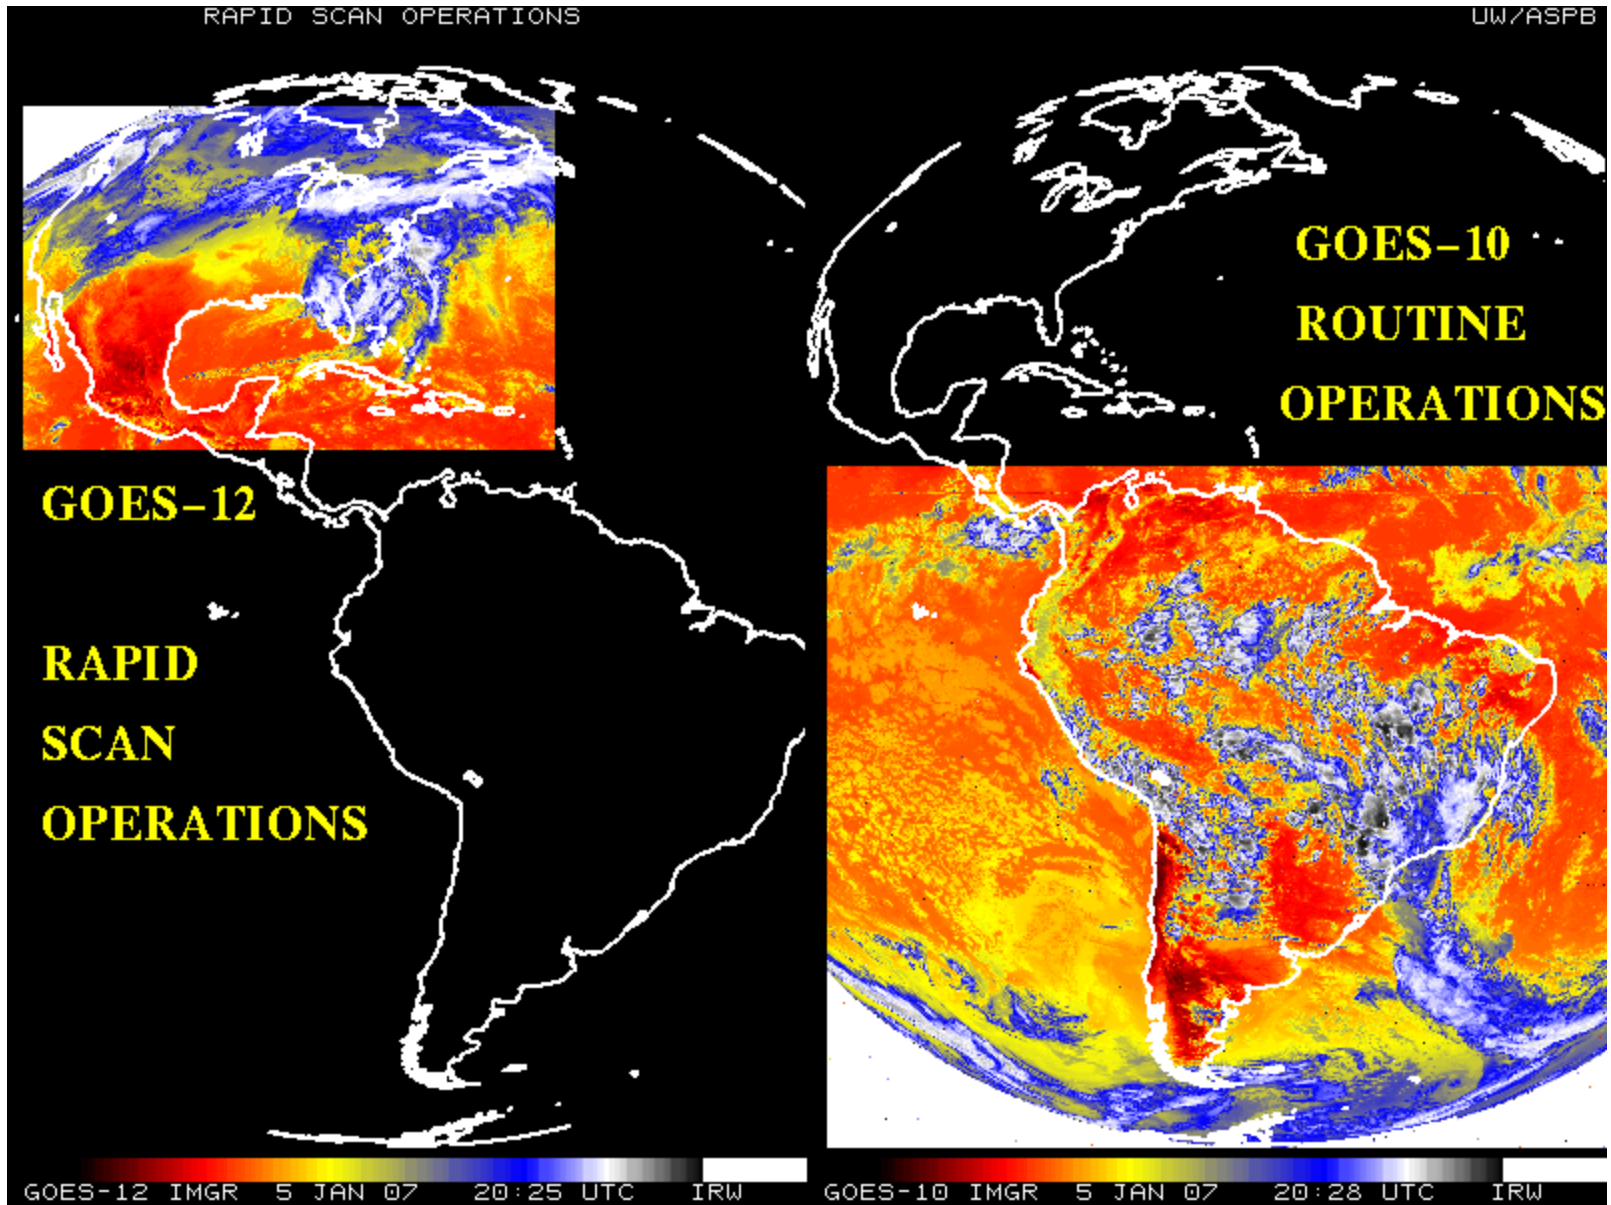 RAPID SCAN OPERATIONS
UW/ASPB
GOES-12
RAPID
SCAN
OPERATIONS
GOES-10
ROUTINE
OPERATIONS
GOES-12 IMGR 5 JAN 07 20:25 UTC IRW
GOES-10 IMGR 5 JAN 07 20:28 UTC IRW